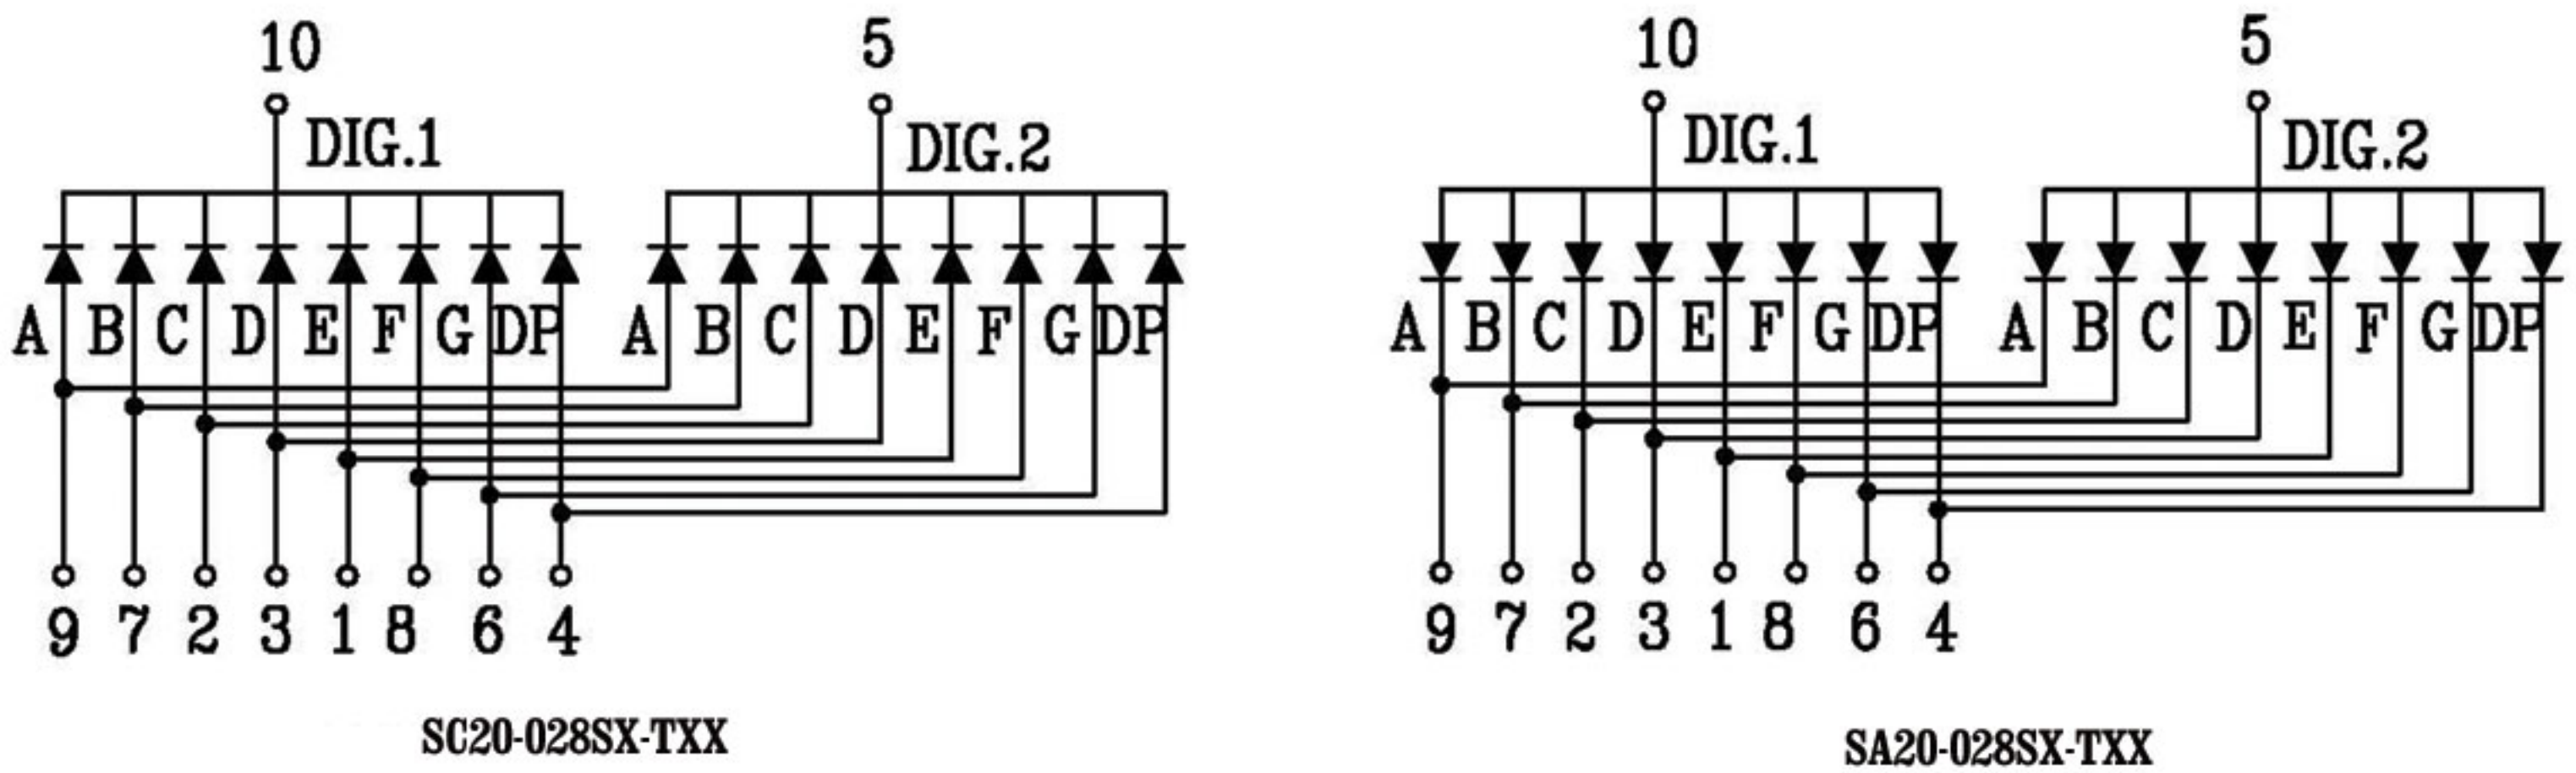 10 5
DIG.1 DIG.2
A B C D E F G DP A B C D E F G DP
9 7 2 3 1 8 6 4
SC20-028SX-TXX
10 5
DIG.1 DIG.2
A B C D E F G DP A B C D E F G DP
9 7 2 3 1 8 6 4
SA20-028SX-TXX